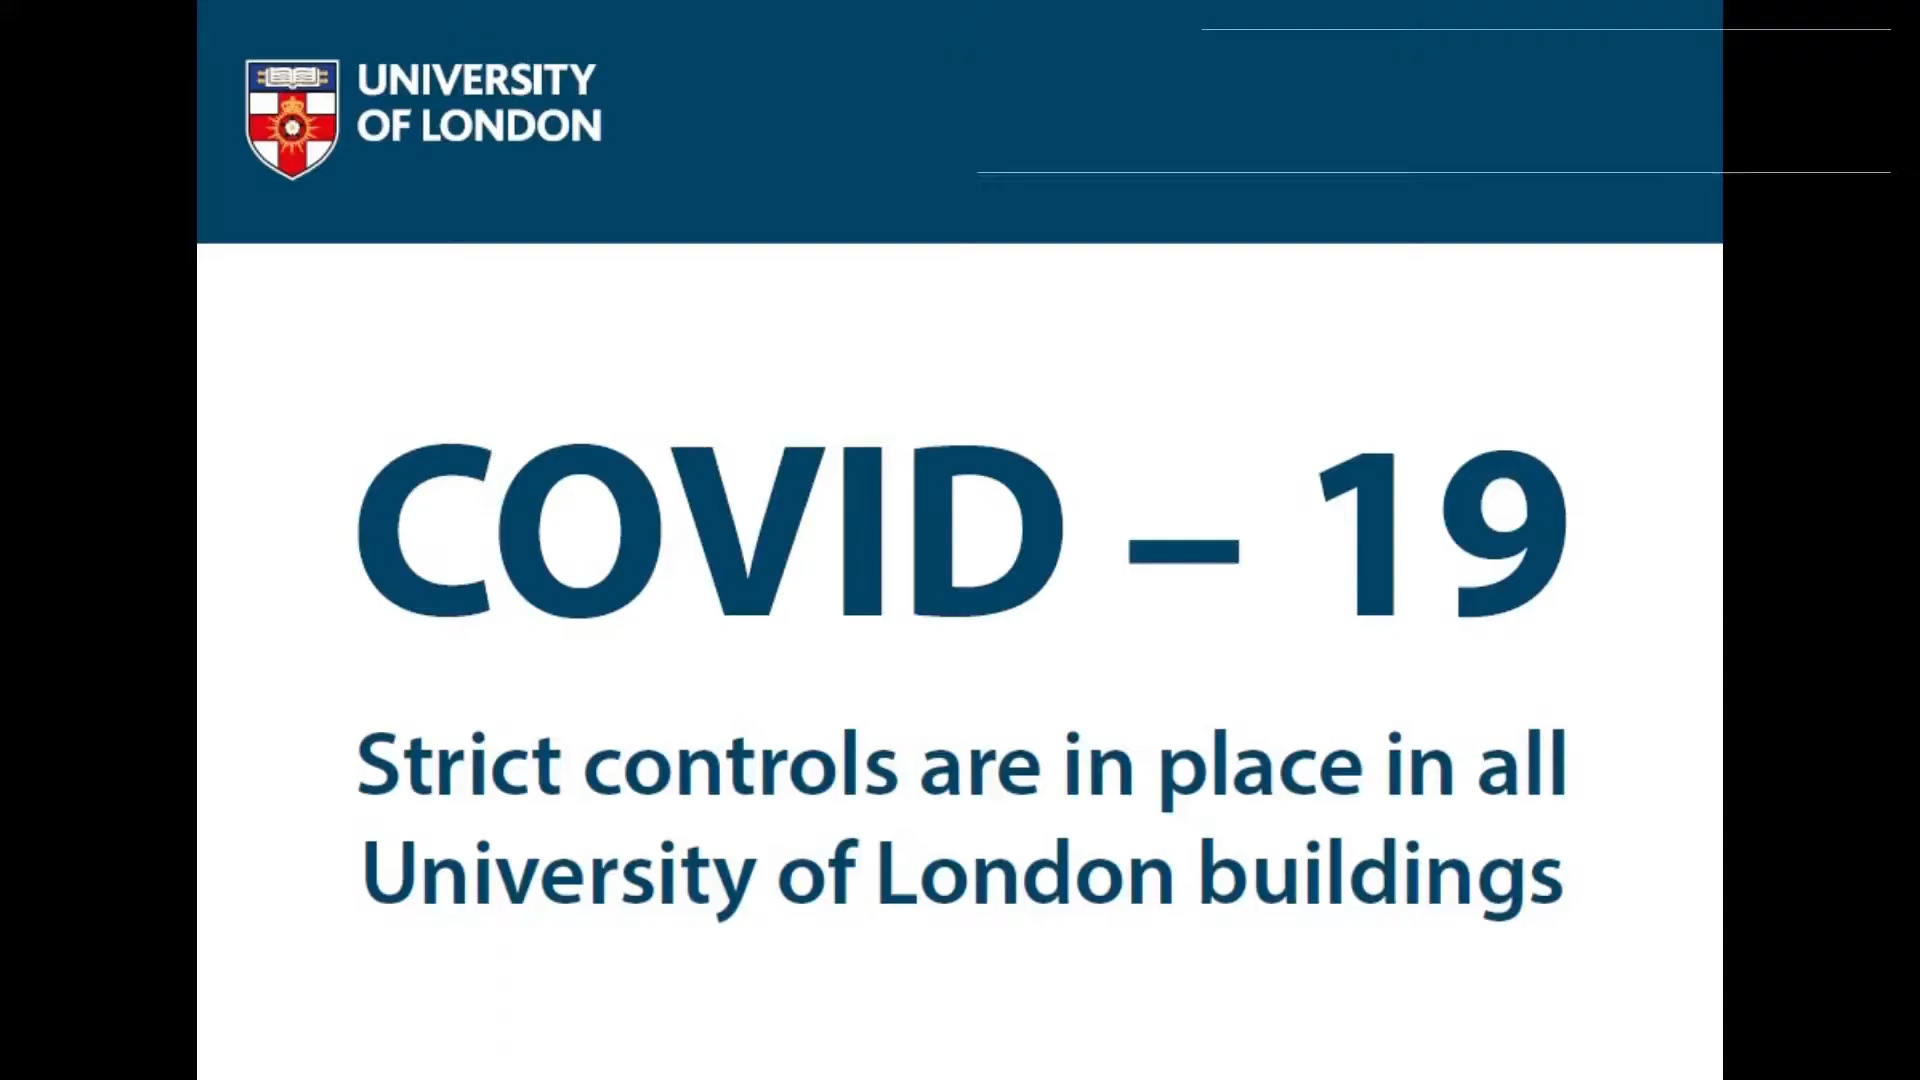 UNIVERSITY
OF LONDON
COVID – 19
Strict controls are in place in all
University of London buildings